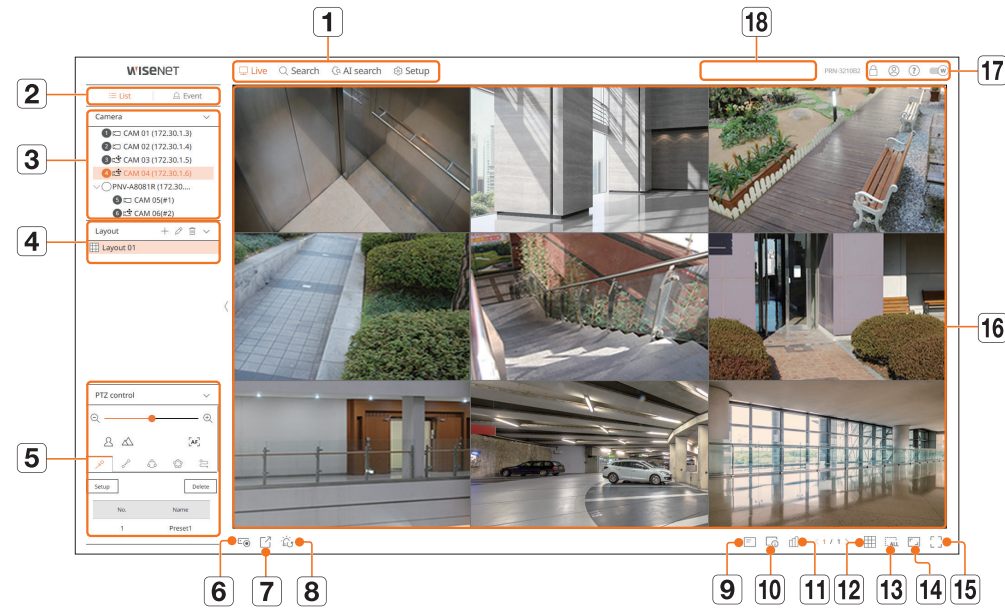 1
18
WISENET
Live Search AI search Setup
PRN-3210B2
17
2
List Event
Camera
1 CAM 01 (172.30.1.3)
2 CAM 02 (172.30.1.4)
3
3 CAM 03 (172.30.1.5)
4 CAM 04 (172.30.1.6)
PNV-A8081R (172.30....
5 CAM 05(#1)
6 CAM 06(#2)
4
Layout
Layout 01
16
PTZ control
AF
5
Setup Delete
No. Name
1 Preset1
1 / 1
ALL
6 7 8 9 10 11 12 13 14 15